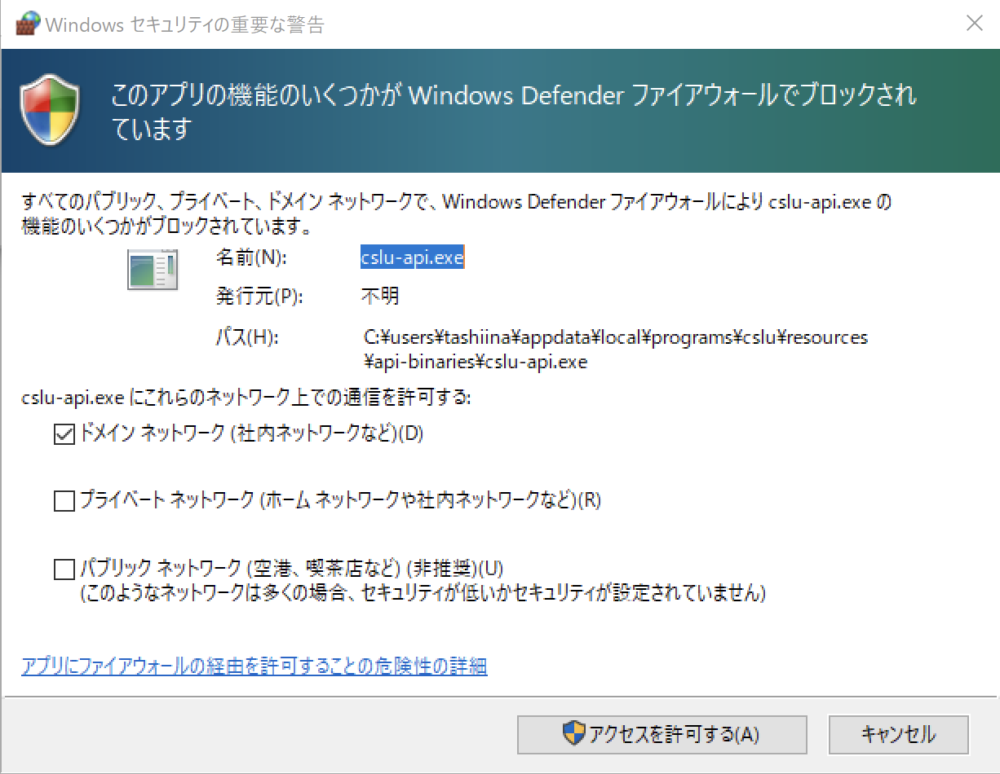 Windows セキュリティの重要な警告
このアプリの機能のいくつかが Windows Defender ファイアウォールでブロックされ
ています
すべてのパブリック、プライベート、ドメイン ネットワークで、Windows Defender ファイアウォールにより cslu-api.exe の
機能のいくつかがブロックされています。
名前(N): cslu-api.exe
発行元(P): 不明
パス(H): C:¥users¥tashiina¥appdata¥local¥programs¥cslu¥resources
¥api-binaries¥cslu-api.exe
cslu-api.exe にこれらのネットワーク上での通信を許可する:
ドメイン ネットワーク (社内ネットワークなど)(D)
プライベート ネットワーク (ホーム ネットワークや社内ネットワークなど)(R)
パブリック ネットワーク (空港、喫茶店など) (非推奨)(U)
(このようなネットワークは多くの場合、セキュリティが低いかセキュリティが設定されていません)
アプリにファイアウォールの経由を許可することの危険性の詳細
アクセスを許可する(A) キャンセル